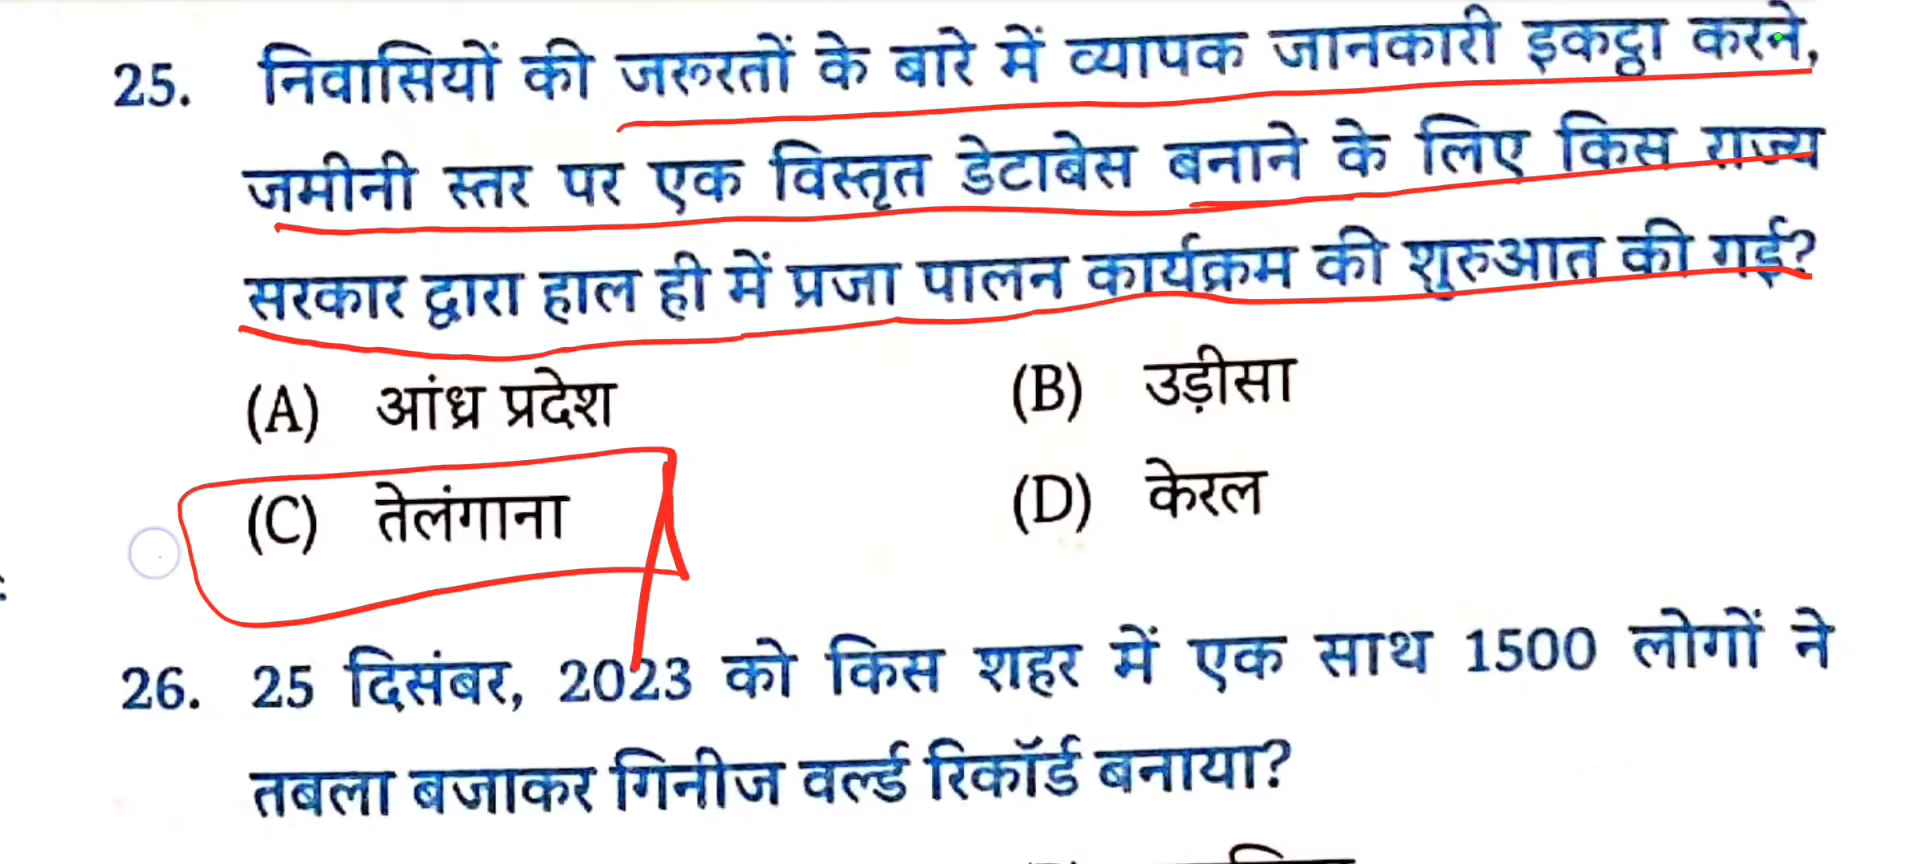 25. निवासियों की जरूरतों के बारे में व्यापक जानकारी इकट्ठा करने,
जमीनी स्तर पर एक विस्तृत डेटाबेस बनाने के लिए किस राज्य
सरकार द्वारा हाल ही में प्रजा पालन कार्यक्रम की शुरुआत की गई?
(A) आंध्र प्रदेश (B) उड़ीसा
(C) तेलंगाना (D) केरल
26. 25 दिसंबर, 2023 को किस शहर में एक साथ 1500 लोगों ने
तबला बजाकर गिनीज वर्ल्ड रिकॉर्ड बनाया?